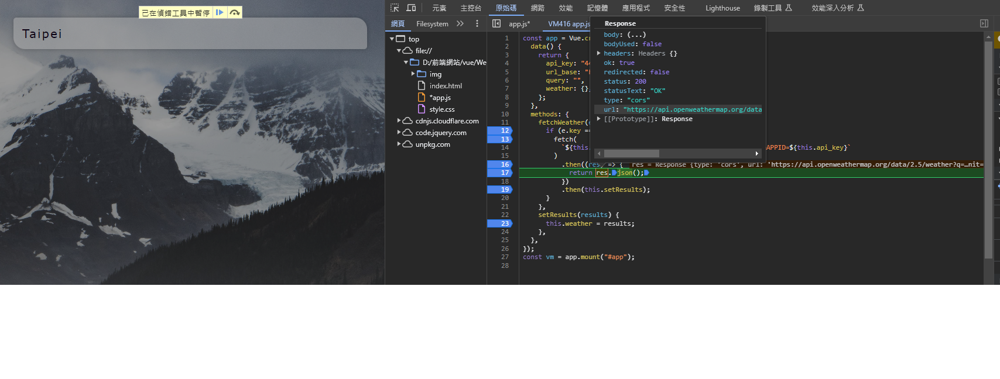 已在偵錯工具中暫停
Taipei
元素 主控台 原始碼 網路 效能 記憶體 應用程式 安全性 Lighthouse 錄製工具 效能深入分析
網頁 Filesystem
top
file://
D:/前端網站/vue/We
img
index.html
*app.js
style.css
cdnjs.cloudflare.com
code.jquery.com
unpkg.com
app.js* VM416 app.js
1 const app = Vue.cr
2 data() {
3 return {
4 api_key: "44
5 url_base: "h
6 query: "",
7 weather: {}
8 };
9 },
10 methods: {
11 fetchWeather(
12 if (e.key ==
13 fetch(
14 `${this APPID=${this.api_key}`
15 )
16 .then((res => { res = Response {type: 'cors', url: 'https://api.openweathermap.org/data/2.5/weather?q=…nit=
17 return res.json();
18 })
19 .then(this.setResults);
20 }
21 },
22 setResults(results) {
23 this.weather = results;
24 },
25 },
26 });
27 const vm = app.mount("#app");
28
Response
body: (...)
bodyUsed: false
headers: Headers {}
ok: true
redirected: false
status: 200
statusText: "OK"
type: "cors"
url: "https://api.openweathermap.org/data
[[Prototype]]: Response